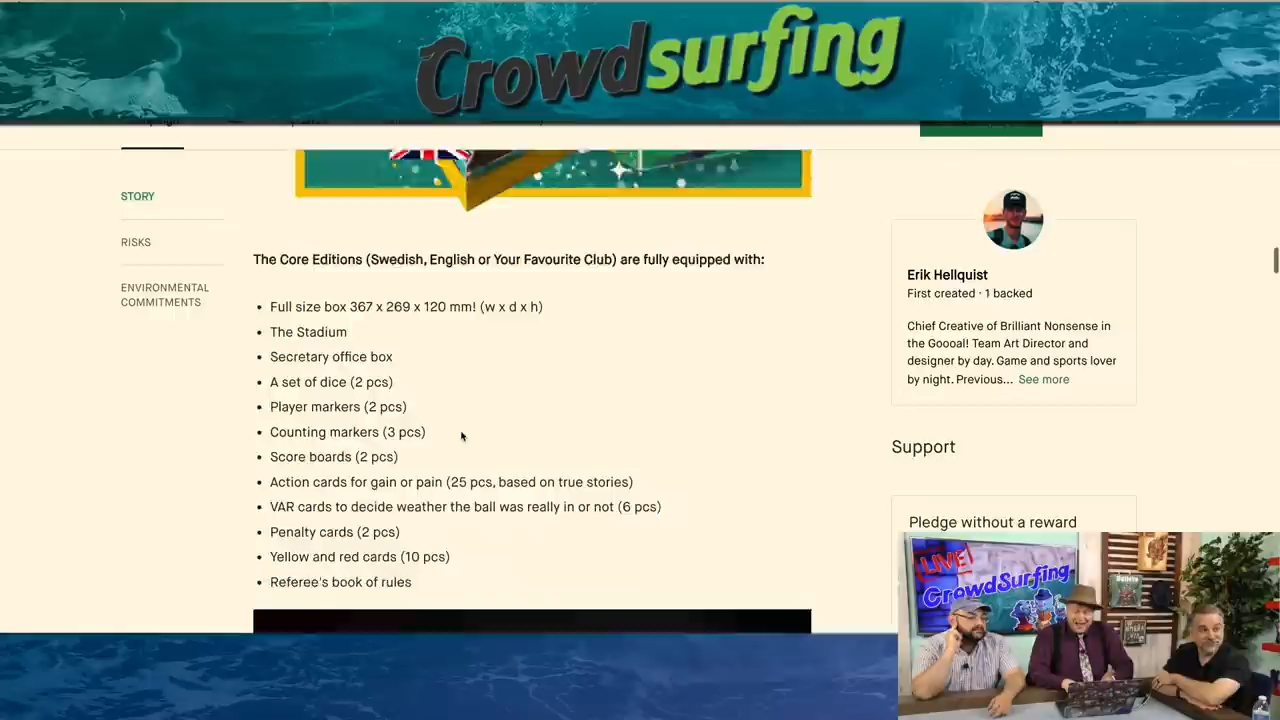 Crowdsurfing
STORY
RISKS
ENVIRONMENTAL
COMMITMENTS
The Core Editions (Swedish, English or Your Favourite Club) are fully equipped with:
• Full size box 367 x 269 x 120 mm! (w x d x h)
• The Stadium
• Secretary office box
• A set of dice (2 pcs)
• Player markers (2 pcs)
• Counting markers (3 pcs)
• Score boards (2 pcs)
• Action cards for gain or pain (25 pcs, based on true stories)
• VAR cards to decide weather the ball was really in or not (6 pcs)
• Penalty cards (2 pcs)
• Yellow and red cards (10 pcs)
• Referee's book of rules
Erik Hellquist
First created · 1 backed
Chief Creative of Brilliant Nonsense in
the Goooal! Team Art Director and
designer by day. Game and sports lover
by night. Previous... See more
Support
Pledge without a reward
LIVE!
CrowdSurfing